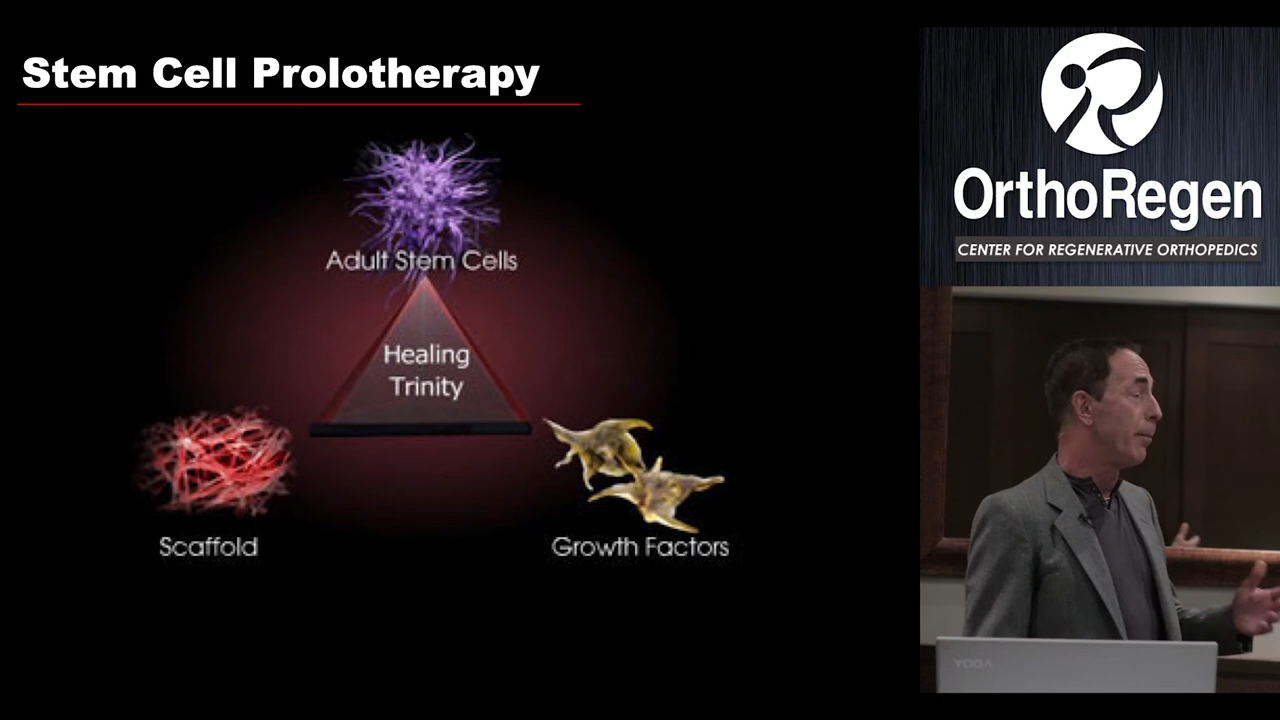 Stem Cell Prolotherapy
Adult Stem Cells
Healing
Trinity
Scaffold
Growth Factors
OrthoRegen
CENTER FOR REGENERATIVE ORTHOPEDICS
YOGA